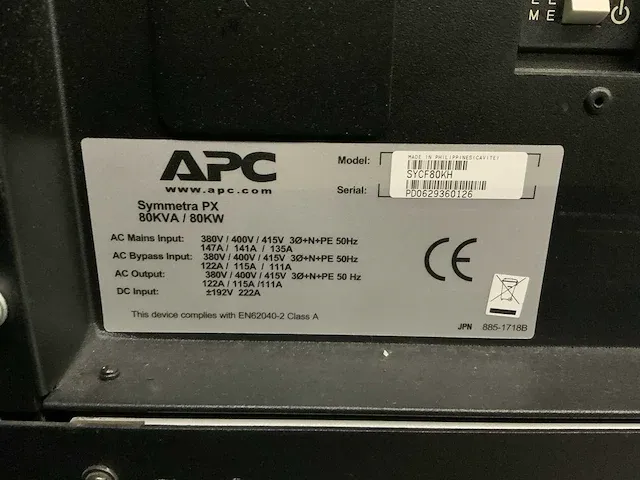 M E
APC
www.apc.com
Symmetra PX
80KVA / 80KW
Model:
MADE IN PHILIPPINES(CAVITE)
SYCF80KH
Serial:
PD0629360126
AC Mains Input: 380V / 400V / 415V 3Ø+N+PE 50Hz
147A / 141A / 135A
AC Bypass Input: 380V / 400V / 415V 3Ø+N+PE 50Hz
122A / 115A / 111A
AC Output: 380V / 400V / 415V 3Ø+N+PE 50 Hz
122A / 115A /111A
DC Input: ±192V 222A
CE
This device complies with EN62040-2 Class A
JPN 885-1718B